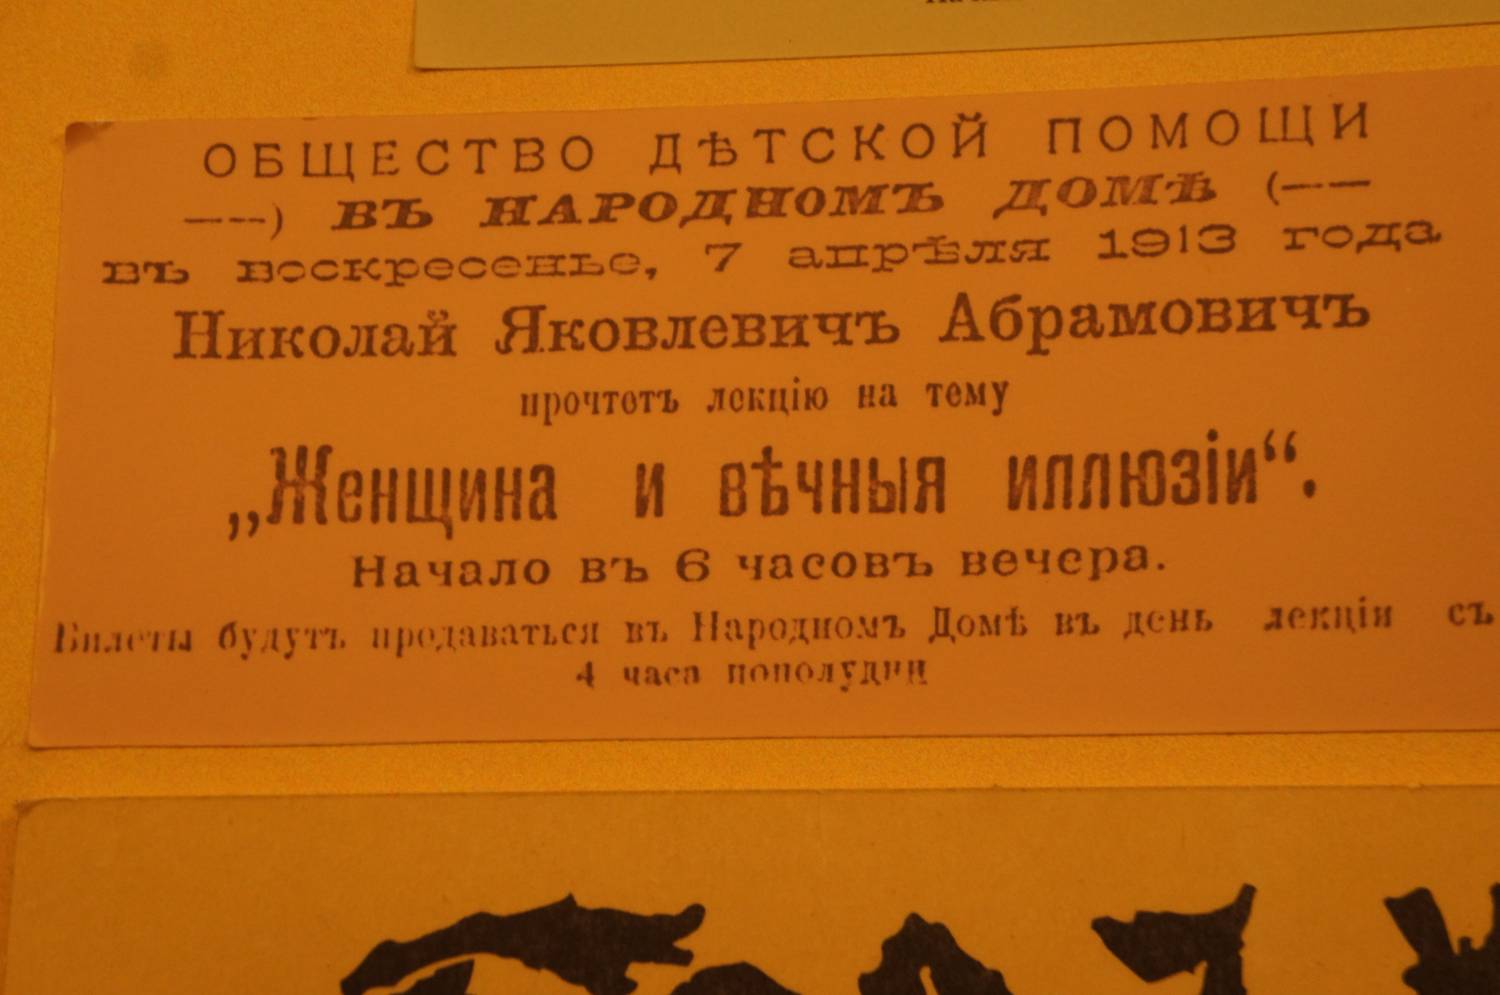 ОБЩЕСТВО ДѢТСКОЙ ПОМОЩИ
———) ВЪ НАРОДНОМЪ ДОМѢ (———
въ воскресенье, 7 апрѣля 1913 года
Николай Яковлевичъ Абрамовичъ
прочтетъ лекцію на тему
„Женщина и вѣчныя иллюзіи“.
Начало въ 6 часовъ вечера.
Билеты будутъ продаваться въ Народномъ Домѣ въ день лекціи съ
4 часа пополудни